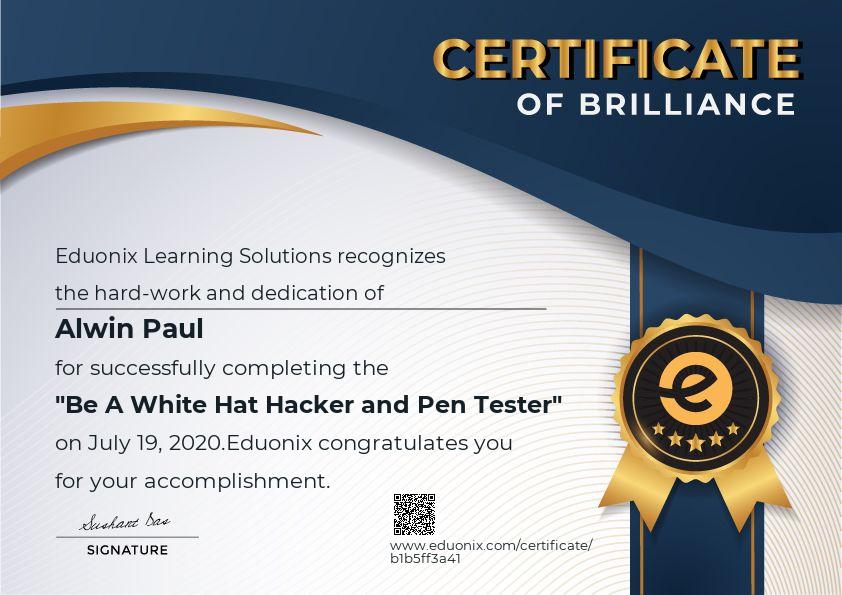 CERTIFICATE
OF BRILLIANCE
Eduonix Learning Solutions recognizes
the hard-work and dedication of
Alwin Paul
for successfully completing the
"Be A White Hat Hacker and Pen Tester"
on July 19, 2020.Eduonix congratulates you
for your accomplishment.
Sushant Das
SIGNATURE
www.eduonix.com/certificate/
b1b5ff3a41
e